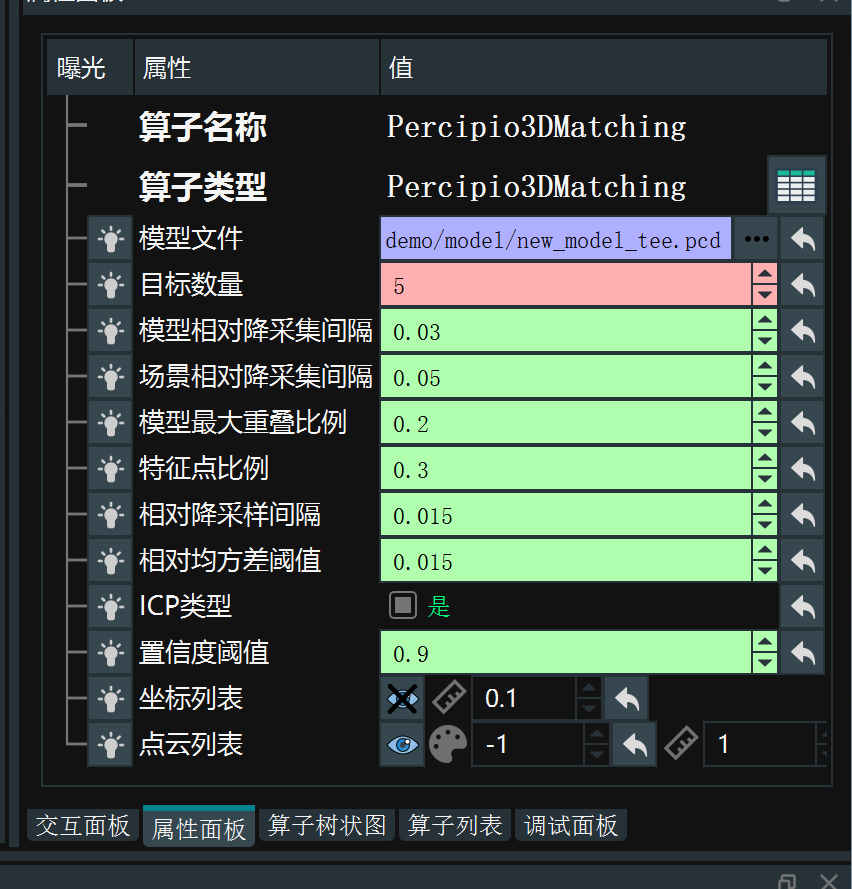 曝光 属性 值
算子名称 Percipio3DMatching
算子类型 Percipio3DMatching
模型文件 demo/model/new_model_tee.pcd •••
目标数量 5
模型相对降采集间隔 0.03
场景相对降采集间隔 0.05
模型最大重叠比例 0.2
特征点比例 0.3
相对降采样间隔 0.015
相对均方差阈值 0.015
ICP类型 是
置信度阈值 0.9
坐标列表 0.1
点云列表 -1 1
交互面板 属性面板 算子树状图 算子列表 调试面板